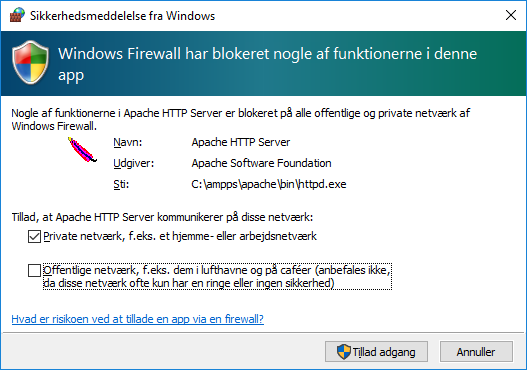 Sikkerhedsmeddelelse fra Windows
Windows Firewall har blokeret nogle af funktionerne i denne
app
Nogle af funktionerne i Apache HTTP Server er blokeret på alle offentlige og private netværk af
Windows Firewall.
Navn: Apache HTTP Server
Udgiver: Apache Software Foundation
Sti: C:\ampps\apache\bin\httpd.exe
Tillad, at Apache HTTP Server kommunikerer på disse netværk:
Private netværk, f.eks. et hjemme- eller arbejdsnetværk
Offentlige netværk, f.eks. dem i lufthavne og på caféer (anbefales ikke,
da disse netværk ofte kun har en ringe eller ingen sikkerhed)
Hvad er risikoen ved at tillade en app via en firewall?
Tillad adgang Annuller